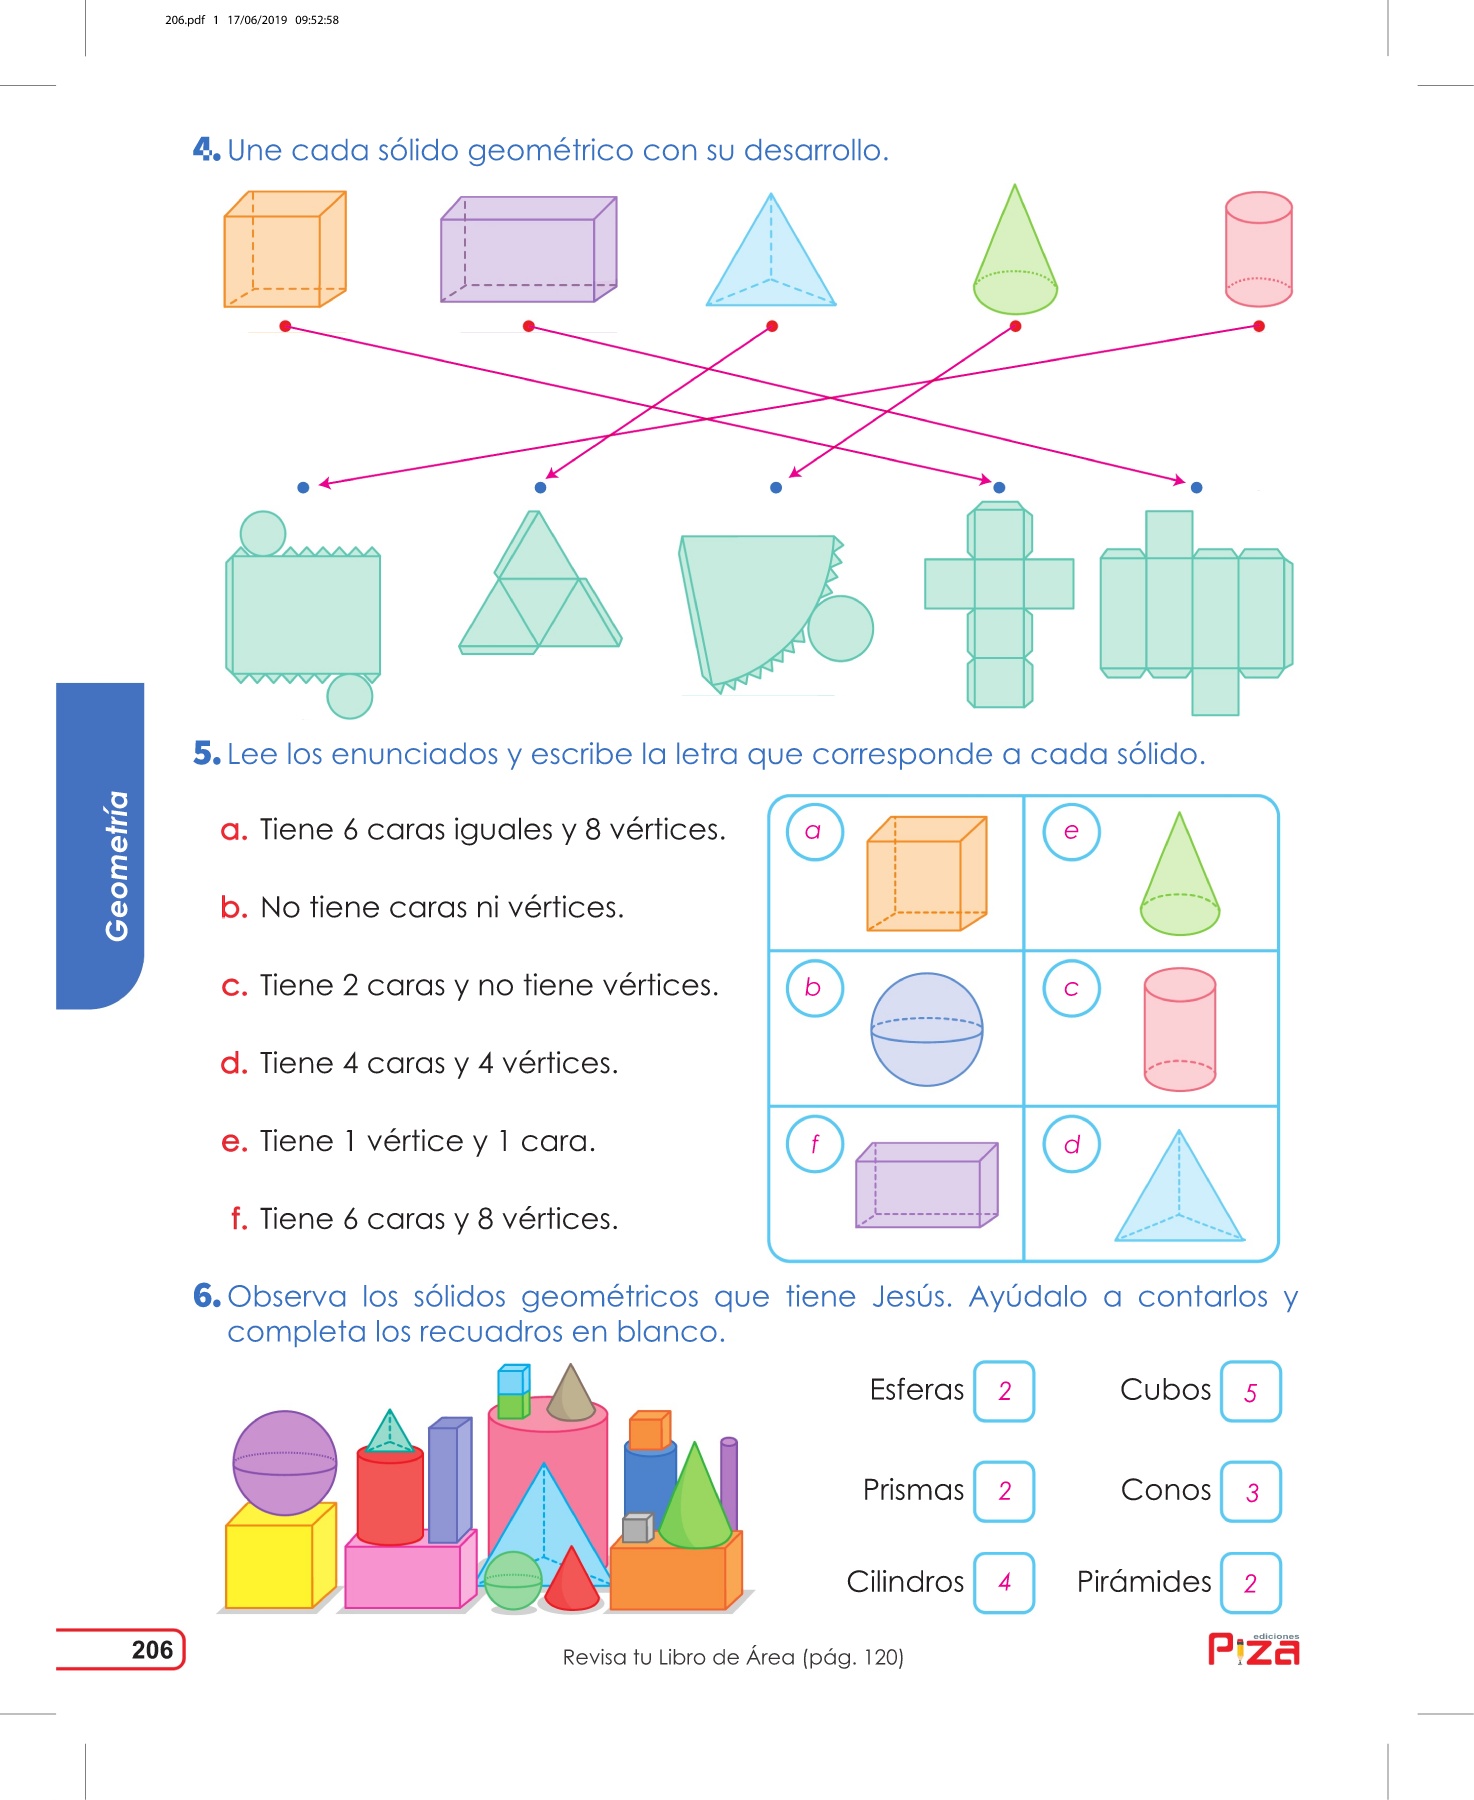 206.pdf 1 17/06/2019 09:52:58
4. Une cada sólido geométrico con su desarrollo.
5. Lee los enunciados y escribe la letra que corresponde a cada sólido.
a. Tiene 6 caras iguales y 8 vértices.
b. No tiene caras ni vértices.
c. Tiene 2 caras y no tiene vértices.
d. Tiene 4 caras y 4 vértices.
e. Tiene 1 vértice y 1 cara.
f. Tiene 6 caras y 8 vértices.
a e
b c
f d
Geometría
6. Observa los sólidos geométricos que tiene Jesús. Ayúdalo a contarlos y
completa los recuadros en blanco.
Esferas 2 Cubos 5
Prismas 2 Conos 3
Cilindros 4 Pirámides 2
206
Revisa tu Libro de Área (pág. 120)
ediciones
Piza